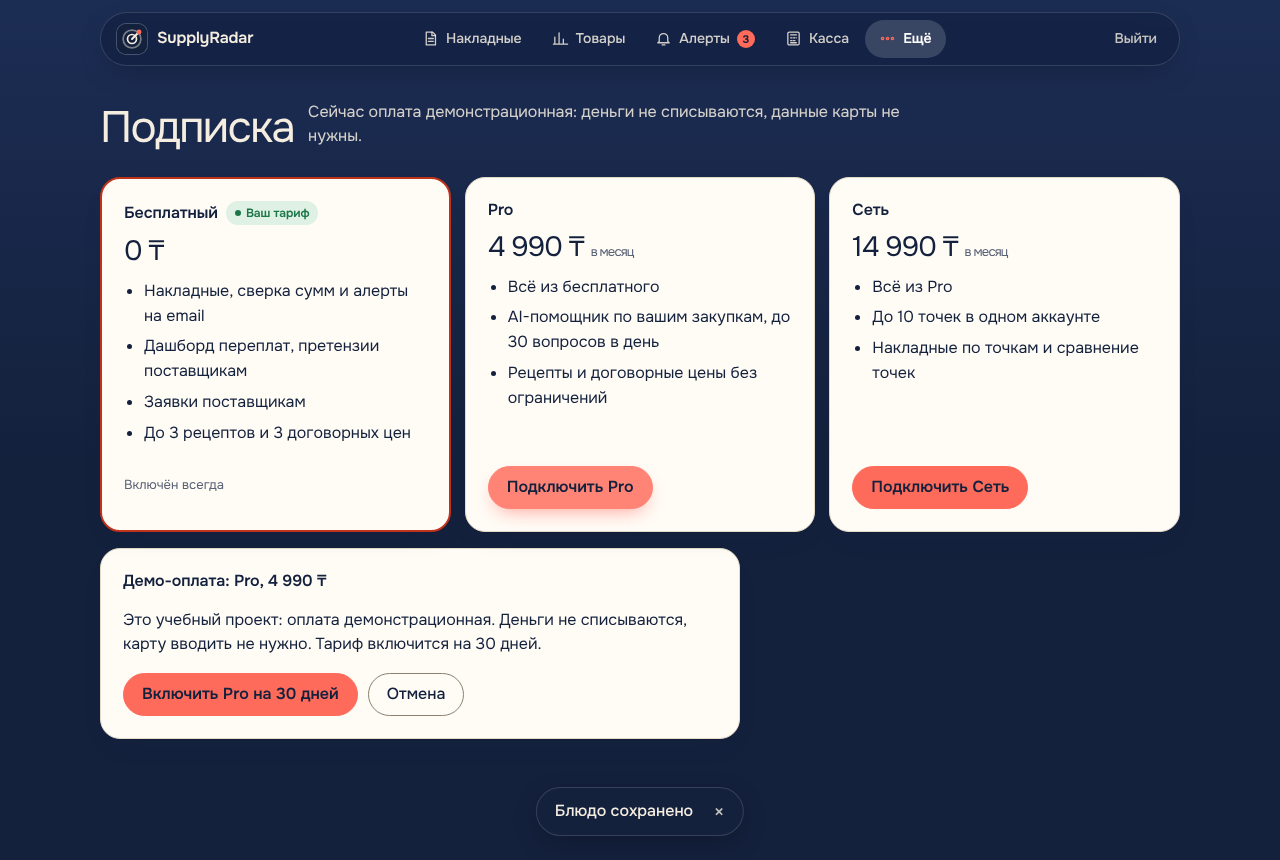 SupplyRadar
Накладные
Товары
Алерты 3
Касса
Ещё
Выйти
Подписка
Сейчас оплата демонстрационная: деньги не списываются, данные карты не
нужны.
Бесплатный
Ваш тариф
0 ₸
Накладные, сверка сумм и алерты
на email
Дашборд переплат, претензии
поставщикам
Заявки поставщикам
До 3 рецептов и 3 договорных цен
Включён всегда
Pro
4 990 ₸ в месяц
Всё из бесплатного
AI-помощник по вашим закупкам, до
30 вопросов в день
Рецепты и договорные цены без
ограничений
Подключить Pro
Сеть
14 990 ₸ в месяц
Всё из Pro
До 10 точек в одном аккаунте
Накладные по точкам и сравнение
точек
Подключить Сеть
Демо-оплата: Pro, 4 990 ₸
Это учебный проект: оплата демонстрационная. Деньги не списываются,
карту вводить не нужно. Тариф включится на 30 дней.
Включить Pro на 30 дней
Отмена
Блюдо сохранено ×